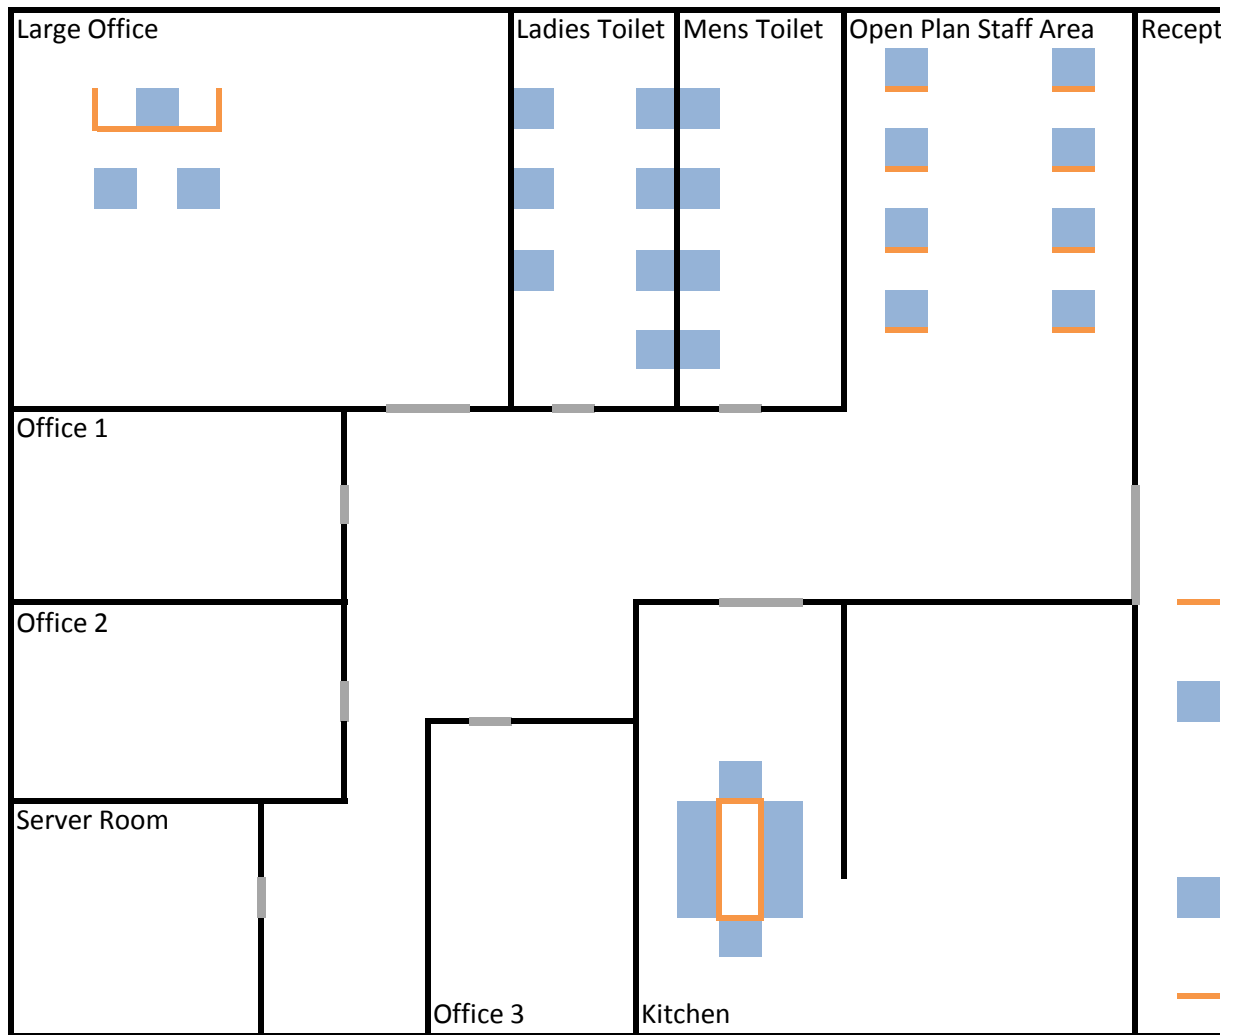 Large Office
Ladies Toilet
Mens Toilet
Open Plan Staff Area
Recept
Office 1
Office 2
Server Room
Office 3
Kitchen